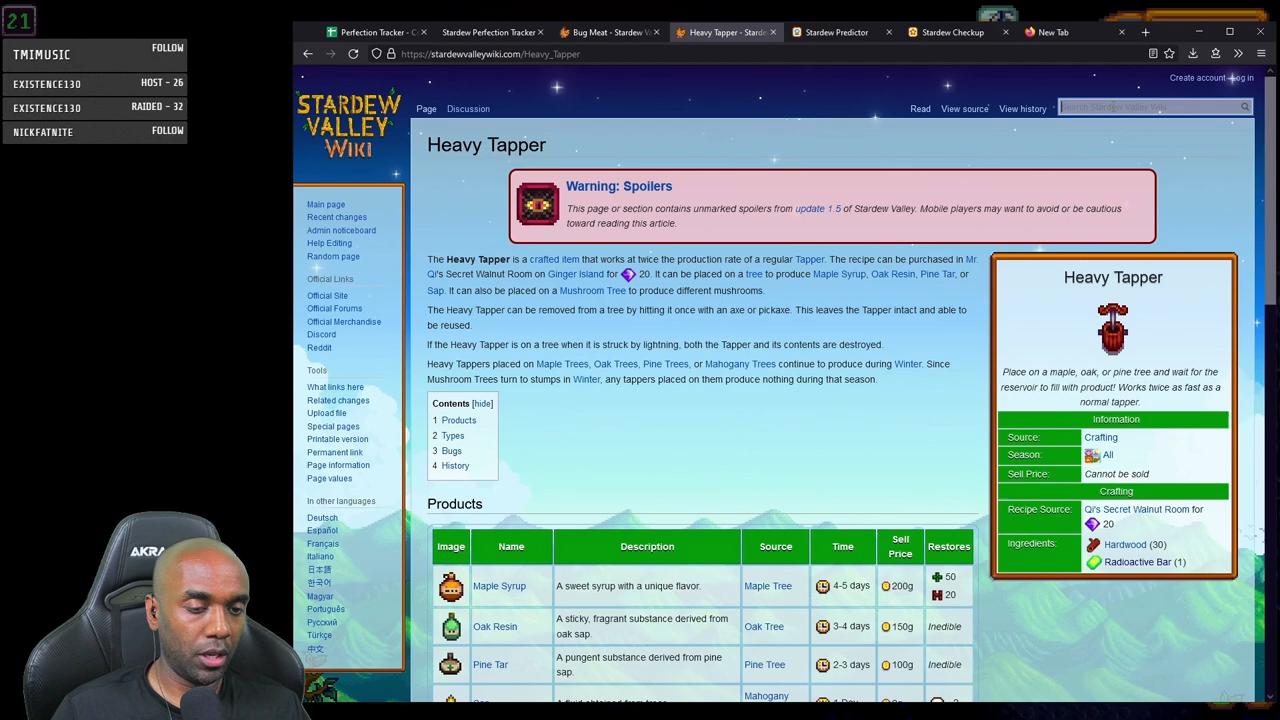 21
TMIMUSIC FOLLOW
EXISTENCE130 HOST - 26
EXISTENCE130 RAIDED - 32
NICKFATNITE FOLLOW
Perfection Tracker - C
Stardew Perfection Tracker
Bug Meat - Stardew V
Heavy Tapper - Starde
Stardew Predictor
Stardew Checkup
New Tab
https://stardewvalleywiki.com/Heavy_Tapper
Create account Log in
STARDEW
VALLEY
WIKI
Page Discussion Read View source View history Search Stardew Valley Wiki
Heavy Tapper
Warning: Spoilers
This page or section contains unmarked spoilers from update 1.5 of Stardew Valley. Mobile players may want to avoid or be cautious
toward reading this article.
Main page
Recent changes
Admin noticeboard
Help Editing
Random page
Official Links
Official Site
Official Forums
Official Merchandise
Discord
Reddit
Tools
What links here
Related changes
Upload file
Special pages
Printable version
Permanent link
Page information
Page values
In other languages
Deutsch
Español
Français
Italiano
日本語
한국어
Magyar
Português
Русский
Türkçe
中文
The Heavy Tapper is a crafted item that works at twice the production rate of a regular Tapper. The recipe can be purchased in Mr.
Qi's Secret Walnut Room on Ginger Island for 20. It can be placed on a tree to produce Maple Syrup, Oak Resin, Pine Tar, or
Sap. It can also be placed on a Mushroom Tree to produce different mushrooms.
The Heavy Tapper can be removed from a tree by hitting it once with an axe or pickaxe. This leaves the Tapper intact and able to
be reused.
If the Heavy Tapper is on a tree when it is struck by lightning, both the Tapper and its contents are destroyed.
Heavy Tappers placed on Maple Trees, Oak Trees, Pine Trees, or Mahogany Trees continue to produce during Winter. Since
Mushroom Trees turn to stumps in Winter, any tappers placed on them produce nothing during that season.
Contents [hide]
1 Products
2 Types
3 Bugs
4 History
Products
Image Name Description Source Time Sell Price Restores
Maple Syrup A sweet syrup with a unique flavor. Maple Tree 4-5 days 200g 50
20
Oak Resin A sticky, fragrant substance derived from
oak sap. Oak Tree 3-4 days 150g Inedible
Pine Tar A pungent substance derived from pine
sap. Pine Tree 2-3 days 100g Inedible
Mahogany
Heavy Tapper
Place on a maple, oak, or pine tree and wait for the
reservoir to fill with product! Works twice as fast as a
normal tapper.
Information
Source: Crafting
Season: All
Sell Price: Cannot be sold
Crafting
Recipe Source: Qi's Secret Walnut Room for
20
Ingredients: Hardwood (30)
Radioactive Bar (1)
AKRA